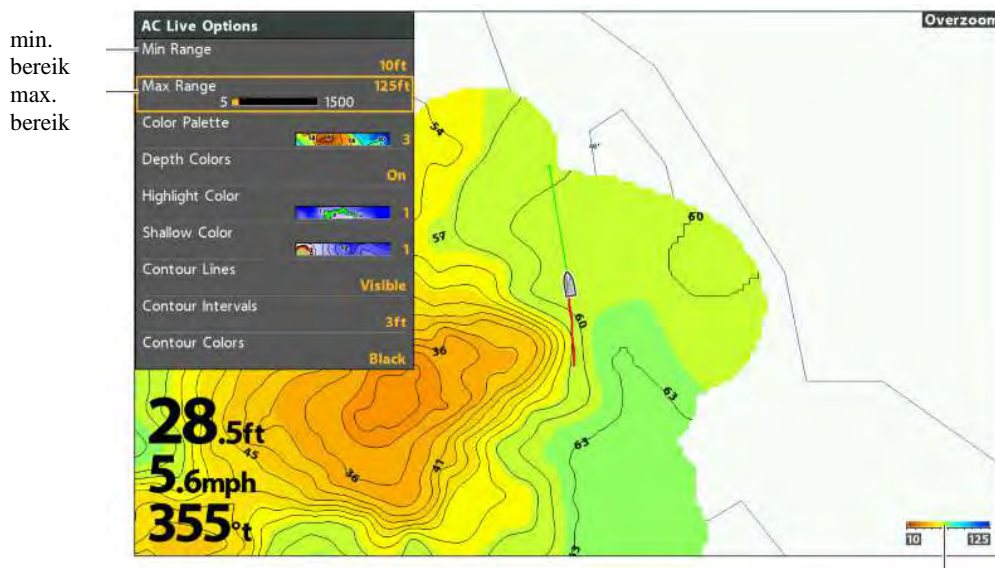 min.
bereik
max.
bereik
AC Live Options
Min Range
10ft
Max Range 125ft
5 1500
Color Palette
3
Depth Colors
On
Highlight Color
1
Shallow Color
1
Contour Lines
Visible
Contour Intervals
3ft
Contour Colors
Black
Overzoom
54
57
60
60
36
63
63
45
36
41
28.5ft
5.6mph
355°t
10 125